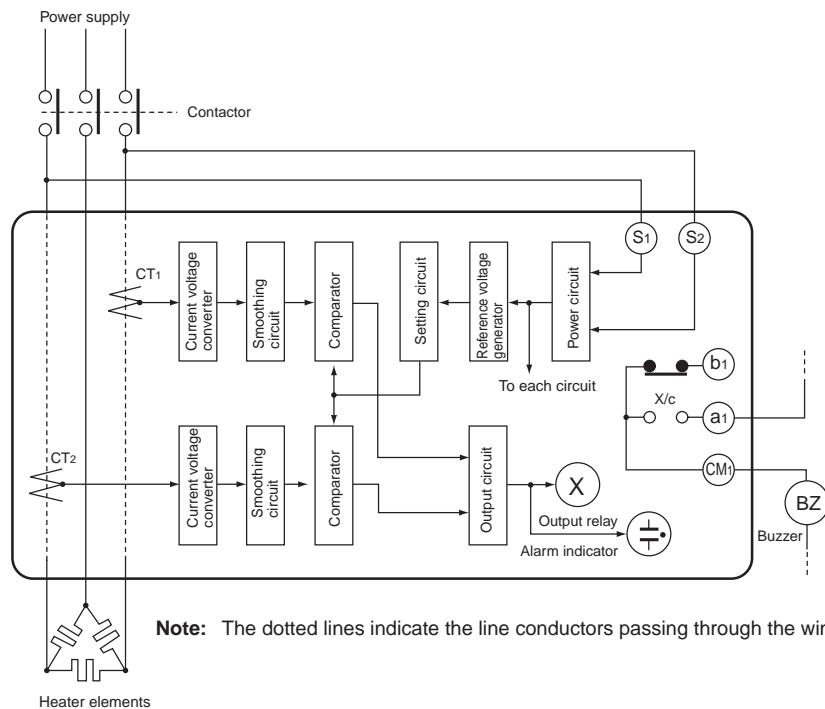 Power supply
Contactor
S1
S2
CT1
Current voltage
converter
Smoothing
circuit
Comparator
Setting circuit
Reference voltage
generator
Power circuit
To each circuit
b1
X/c
a1
CM1
BZ
Buzzer
CT2
Current voltage
converter
Smoothing
circuit
Comparator
Output circuit
X
Output relay
Alarm indicator
Note: The dotted lines indicate the line conductors passing through the
Heater elements